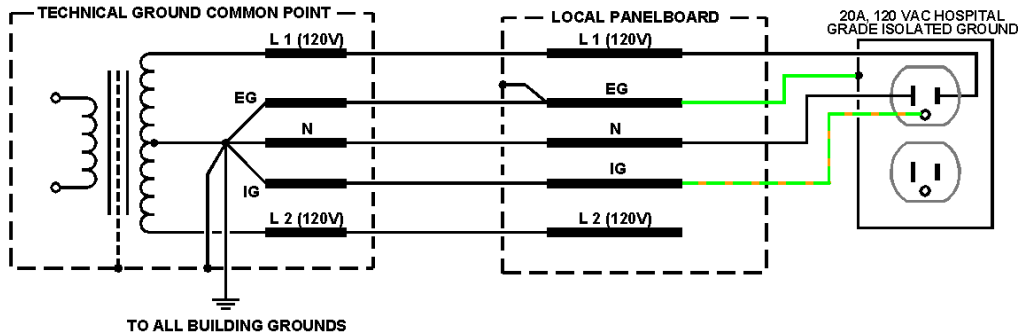 TECHNICAL GROUND COMMON POINT
LOCAL PANELBOARD
20A, 120 VAC HOSPITAL
GRADE ISOLATED GROUND
L 1 (120V)
L 1 (120V)
EG
EG
N
N
IG
IG
L 2 (120V)
L 2 (120V)
TO ALL BUILDING GROUNDS